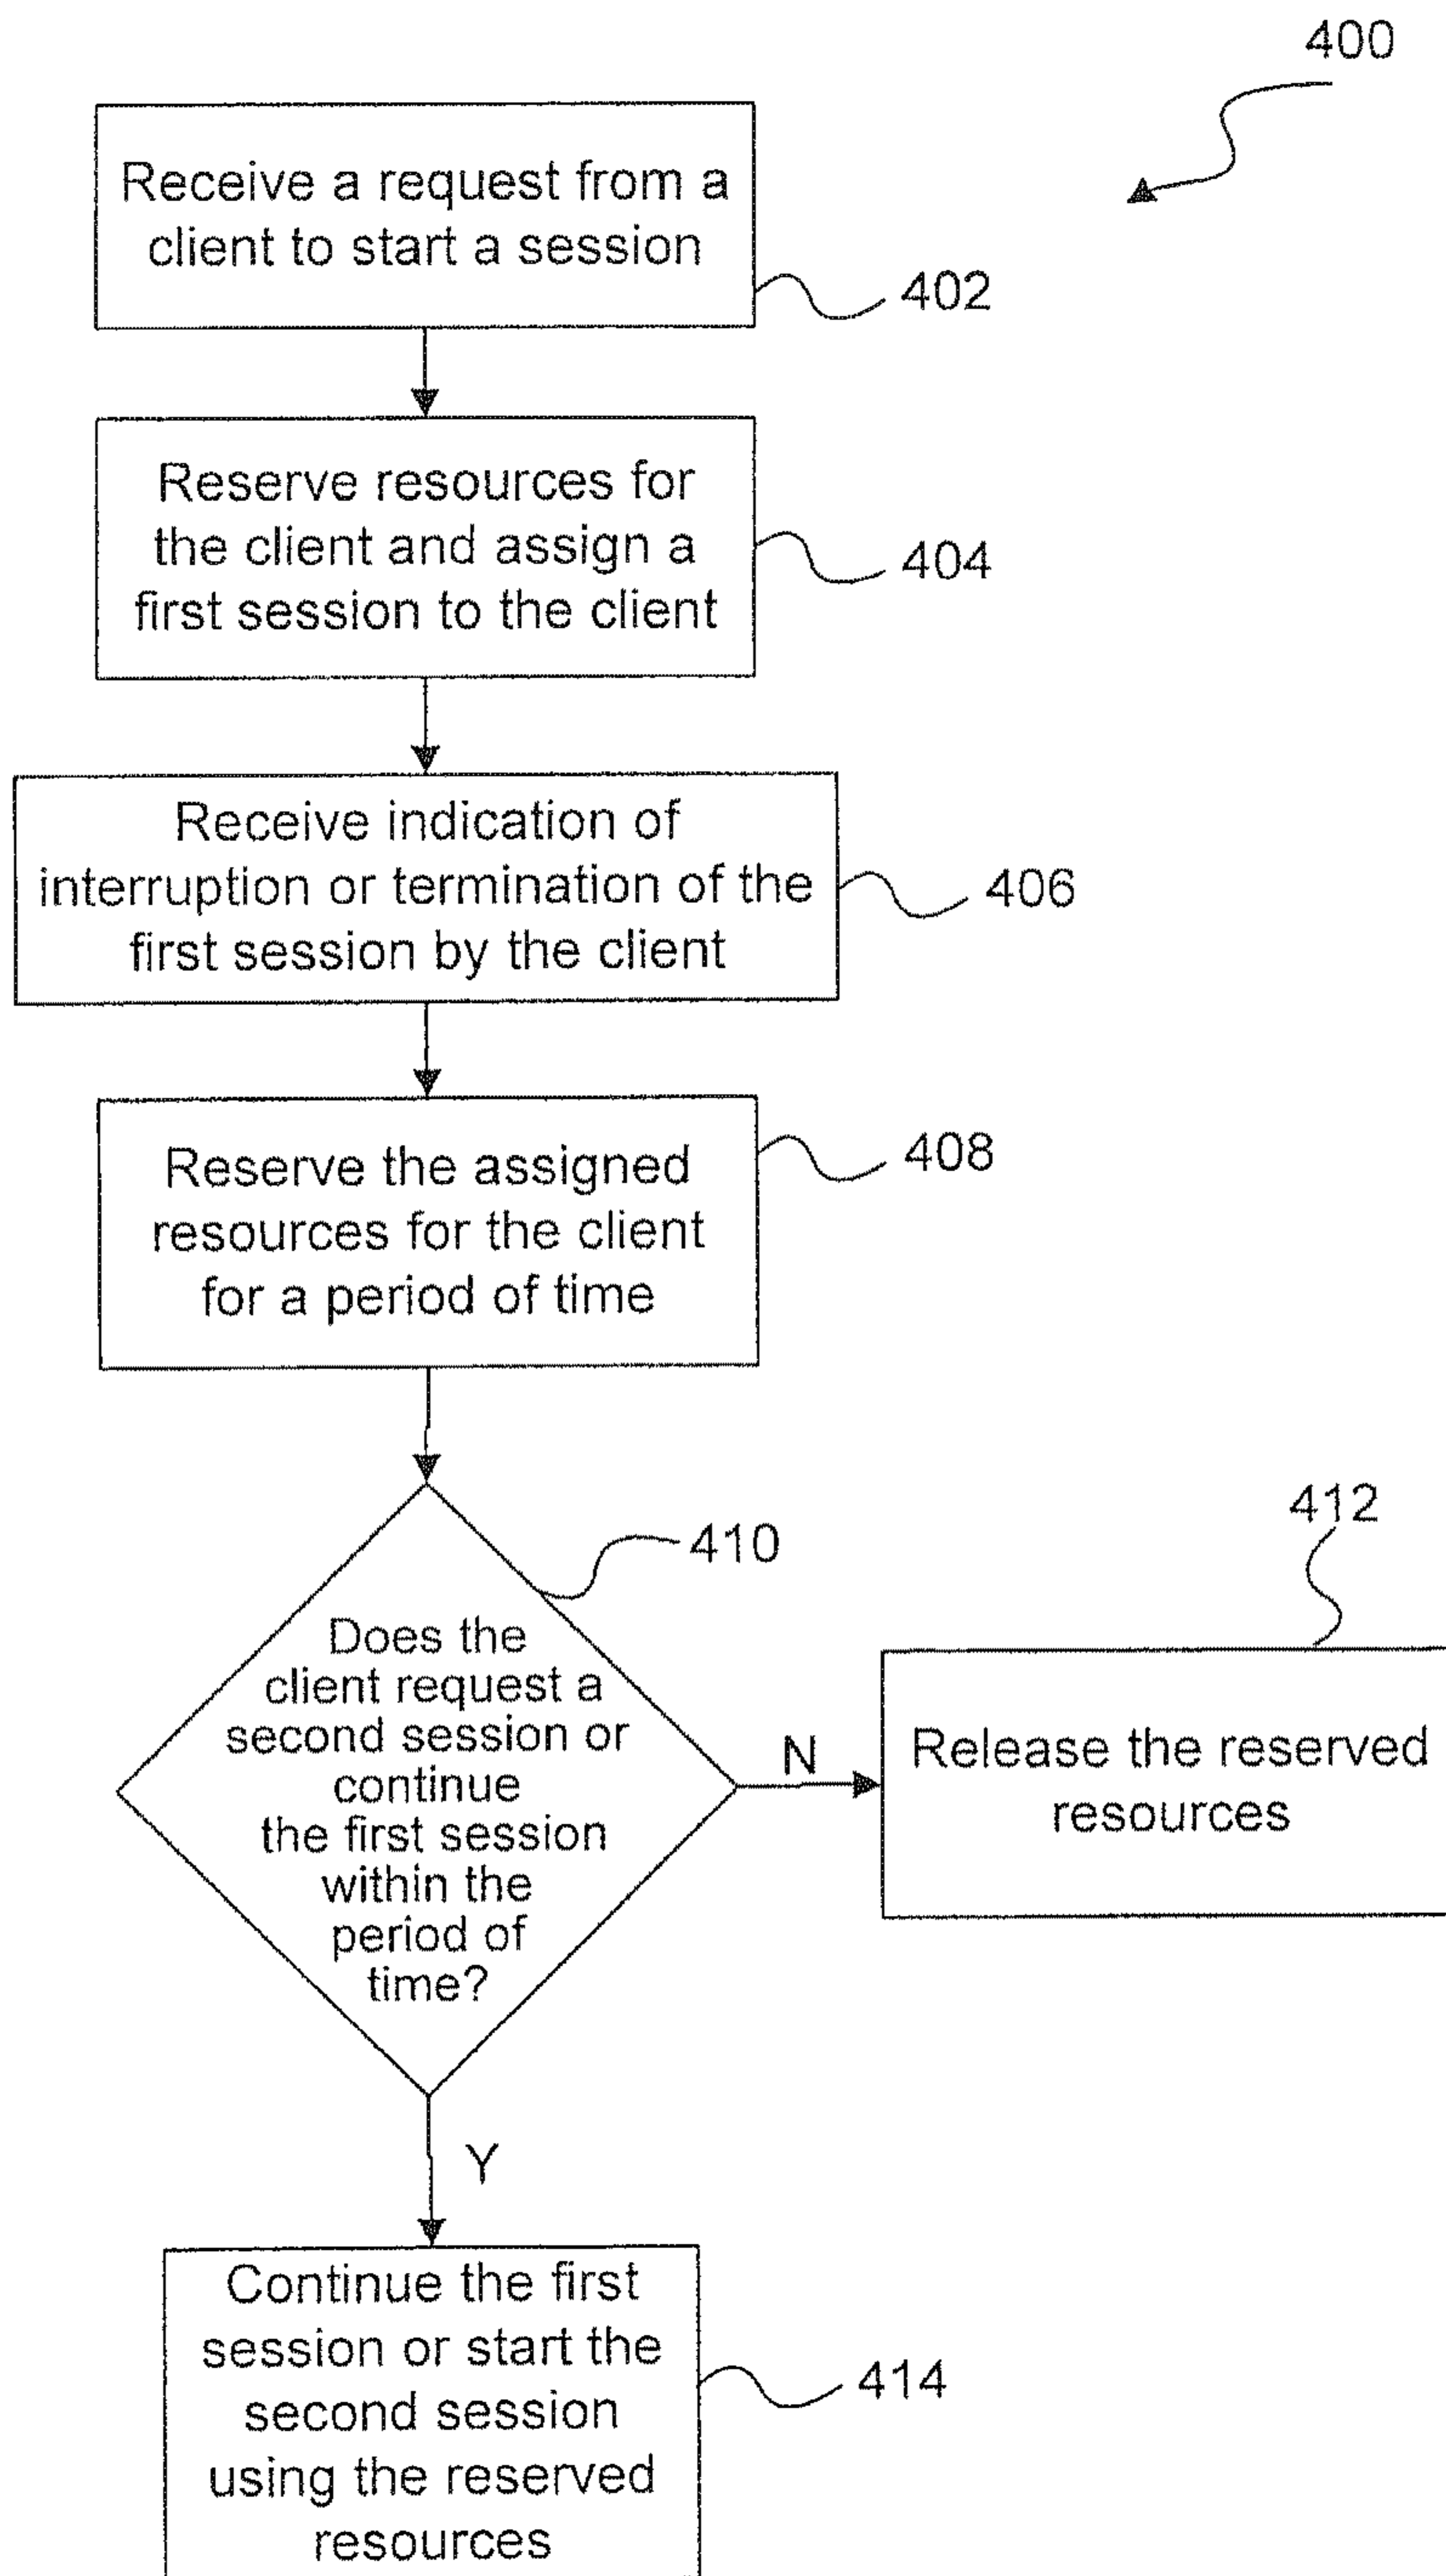 400
Receive a request from a
client to start a session
402
Reserve resources for
the client and assign a
first session to the client
404
Receive indication of
interruption or termination of the
first session by the client
406
Reserve the assigned
resources for the client
for a period of time
408
410
Does the
client request a
second session or
continue
the first session
within the
period of
time?
N
412
Release the reserved
resources
Y
Continue the first
session or start the
second session
using the reserved
resources
414